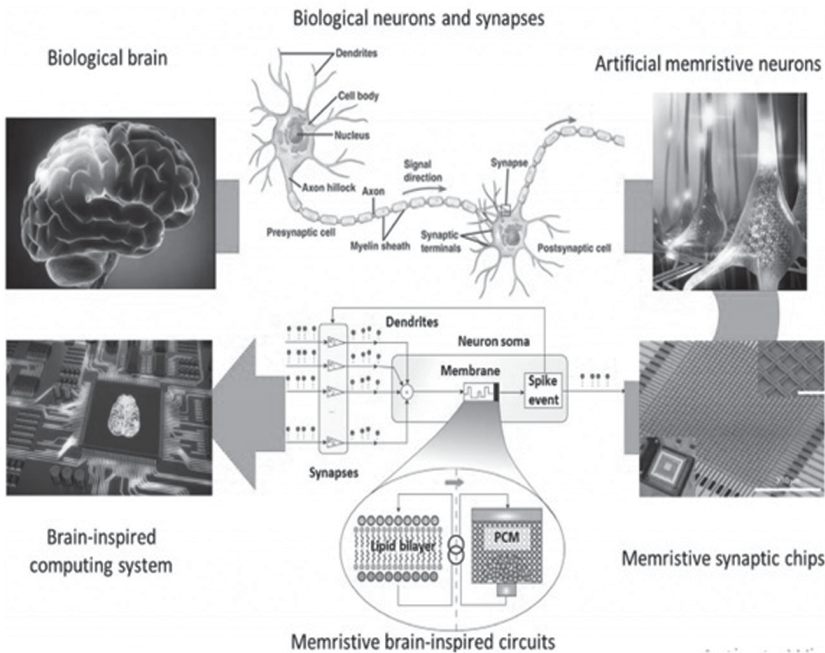 Biological neurons and synapses
Biological brain
Artificial memristive neurons
Dendrites
Cell body
Nucleus
Axon hillock
Axon
Signal
direction
Synapse
Presynaptic cell
Myelin sheath
Synaptic
terminals
Postsynaptic cell
Dendrites
Neuron soma
Membrane
Spike
event
Synapses
Lipid bilayer
PCM
Brain-inspired
computing system
Memristive synaptic chips
Memristive brain-inspired circuits